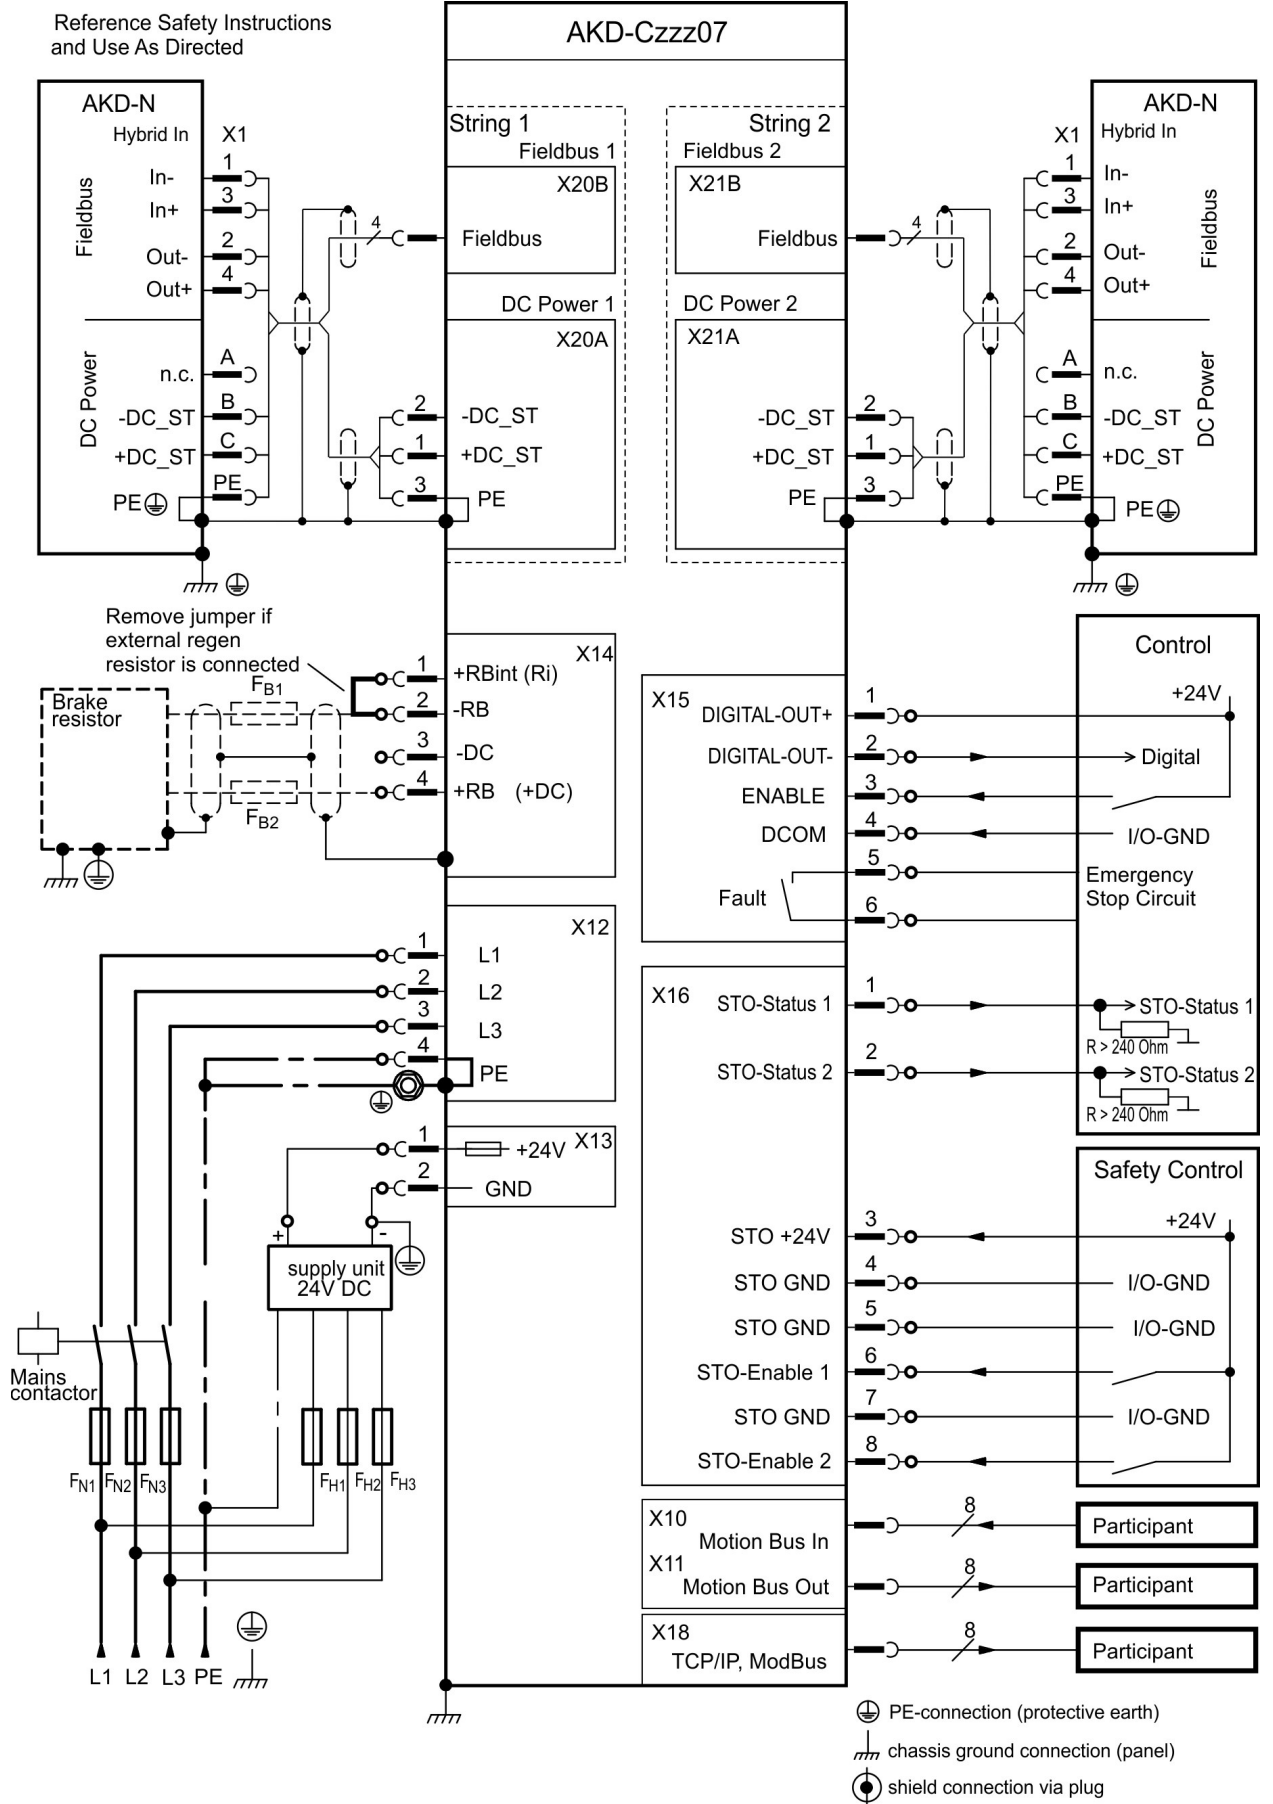 Reference Safety Instructions
and Use As Directed
AKD-Czzz07
AKD-N
Hybrid In
X1
Fieldbus
In-
1
In+
3
Out-
2
Out+
4
DC Power
n.c.
A
-DC_ST
B
+DC_ST
C
PE
PE
4
String 1
Fieldbus 1
X20B
Fieldbus
DC Power 1
X20A
2
-DC_ST
1
+DC_ST
3
PE
String 2
Fieldbus 2
X21B
Fieldbus
4
DC Power 2
X21A
-DC_ST
2
+DC_ST
1
PE
3
AKD-N
X1
Hybrid In
1
In-
3
In+
2
Out-
4
Out+
Fieldbus
A
n.c.
B
-DC_ST
C
+DC_ST
PE
PE
DC Power
Remove jumper if
external regen
resistor is connected
Brake
resistor
FB1
FB2
X14
1
+RBint (Ri)
2
-RB
3
-DC
4
+RB (+DC)
X12
1
L1
2
L2
3
L3
4
PE
X13
1
+24V
2
GND
+
-
supply unit
24V DC
Mains
contactor
FN1
FN2
FN3
FH1
FH2
FH3
L1
L2
L3
PE
X15
DIGITAL-OUT+
1
DIGITAL-OUT-
2
ENABLE
3
DCOM
4
5
Fault
6
Control
+24V
Digital
I/O-GND
Emergency
Stop Circuit
X16
STO-Status 1
1
STO-Status 1
R > 240 Ohm
STO-Status 2
2
STO-Status 2
R > 240 Ohm
Safety Control
+24V
STO +24V
3
STO GND
4
I/O-GND
STO GND
5
I/O-GND
STO-Enable 1
6
STO GND
7
I/O-GND
STO-Enable 2
8
X10
Motion Bus In
8
Participant
X11
Motion Bus Out
8
Participant
X18
TCP/IP, ModBus
8
Participant
PE-connection (protective earth)
chassis ground connection (panel)
shield connection via plug